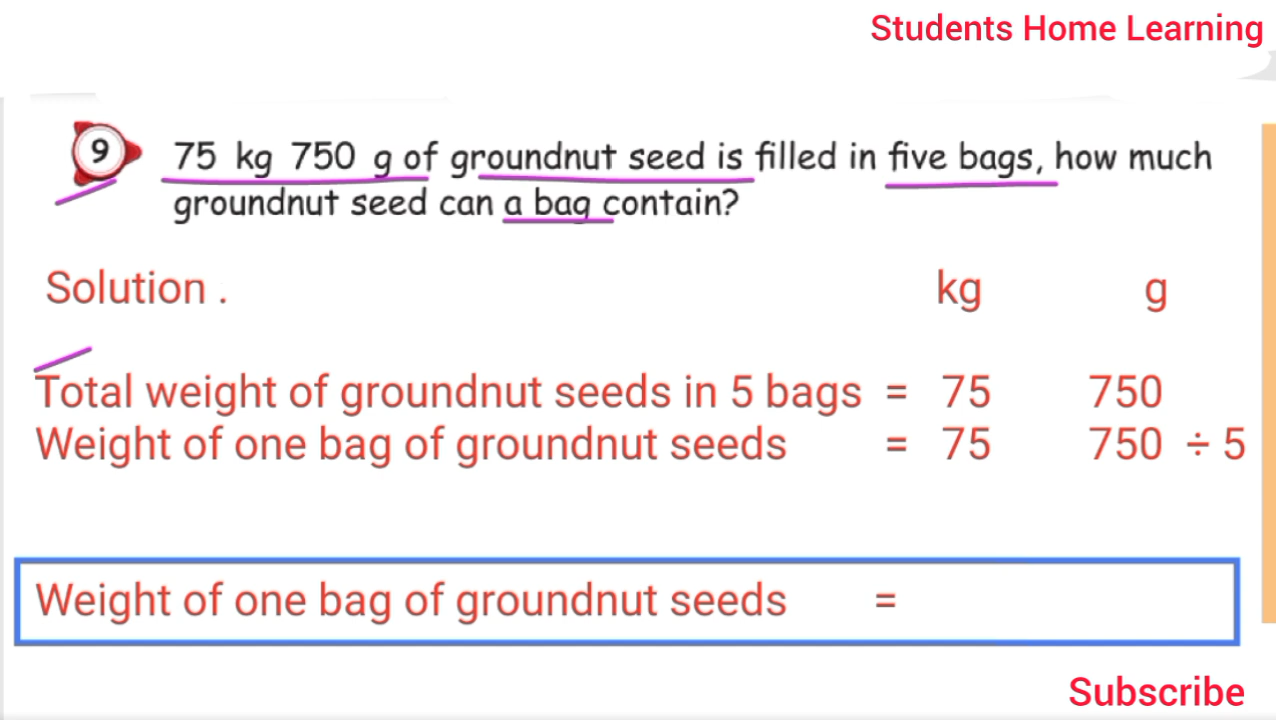 Students Home Learning
9 75 kg 750 g of groundnut seed is filled in five bags, how much
groundnut seed can a bag contain?
Solution . kg g
Total weight of groundnut seeds in 5 bags = 75 750
Weight of one bag of groundnut seeds = 75 750 ÷ 5
Weight of one bag of groundnut seeds =
Subscribe